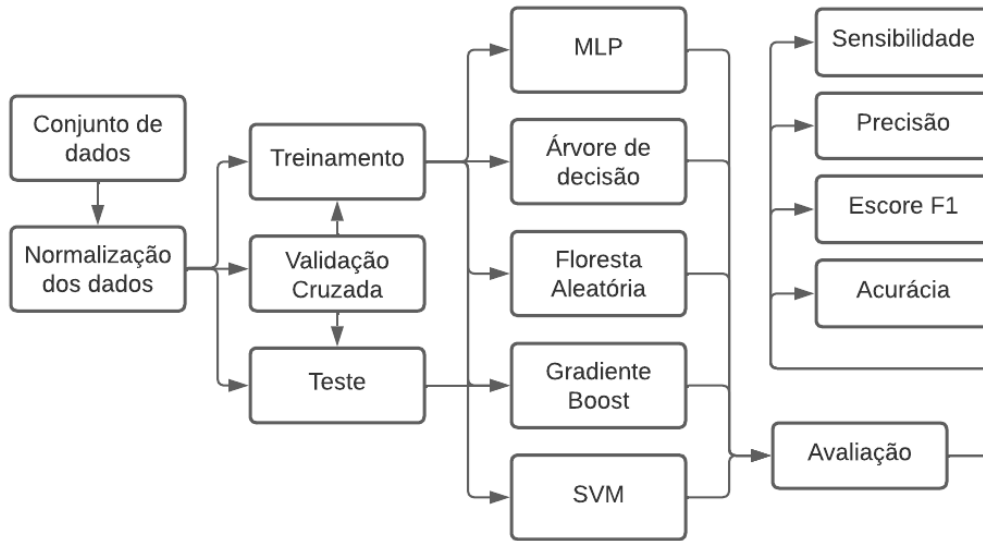 Conjunto de
dados
Normalização
dos dados
Treinamento
Validação
Cruzada
Teste
MLP
Árvore de
decisão
Floresta
Aleatória
Gradiente
Boost
SVM
Avaliação
Sensibilidade
Precisão
Escore F1
Acurácia